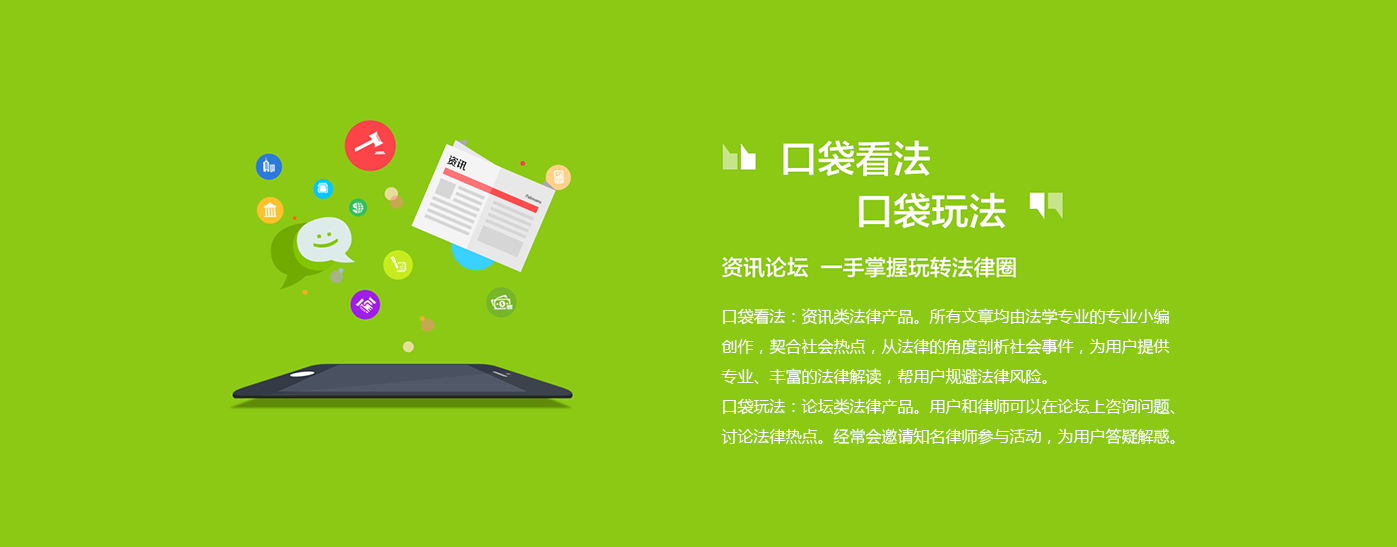 资讯
口袋看法
口袋玩法
资讯论坛 一手掌握玩转法律圈
口袋看法：资讯类法律产品。所有文章均由法学专业的专业小编
创作，契合社会热点，从法律的角度剖析社会事件，为用户提供
专业、丰富的法律解读，帮用户规避法律风险。
口袋玩法：论坛类法律产品。用户和律师可以在论坛上咨询问题、
讨论法律热点。经常会邀请知名律师参与活动，为用户答疑解惑。